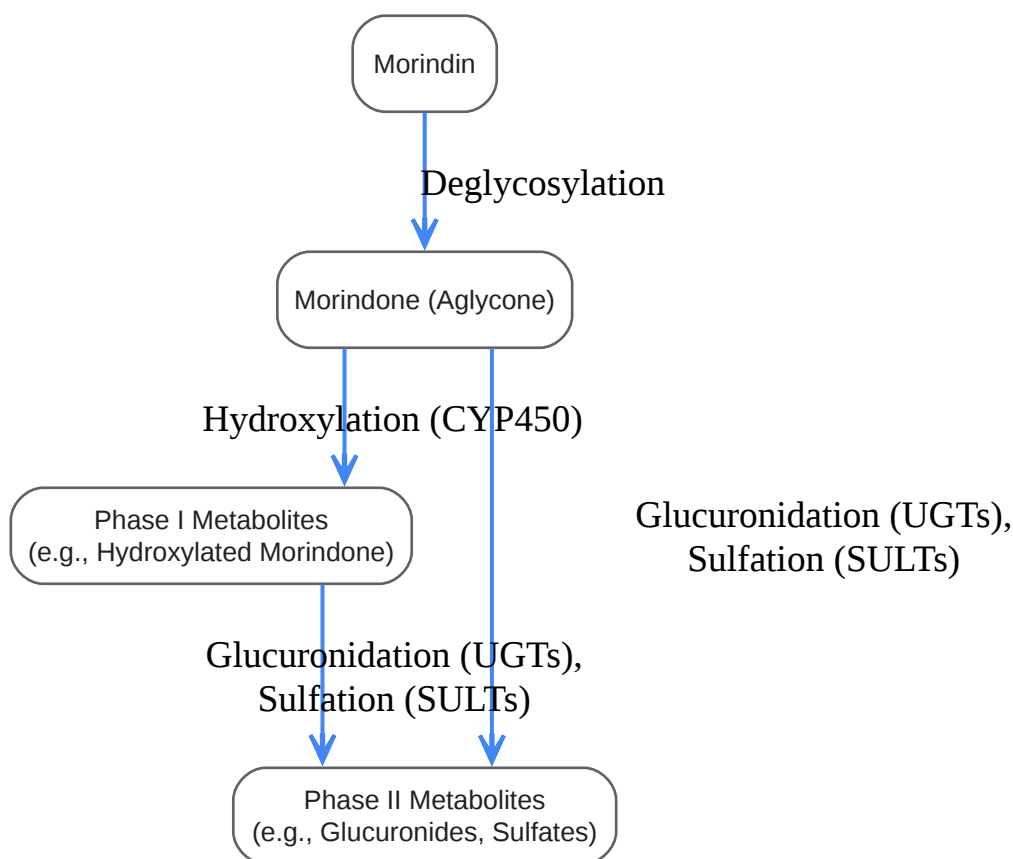 Morindin
Deglycosylation
Morindone (Aglycone)
Hydroxylation (CYP450)
Phase I Metabolites
(e.g., Hydroxylated Morindone)
Glucuronidation (UGTs),
Sulfation (SULTs)
Glucuronidation (UGTs),
Sulfation (SULTs)
Phase II Metabolites
(e.g., Glucuronides, Sulfates)